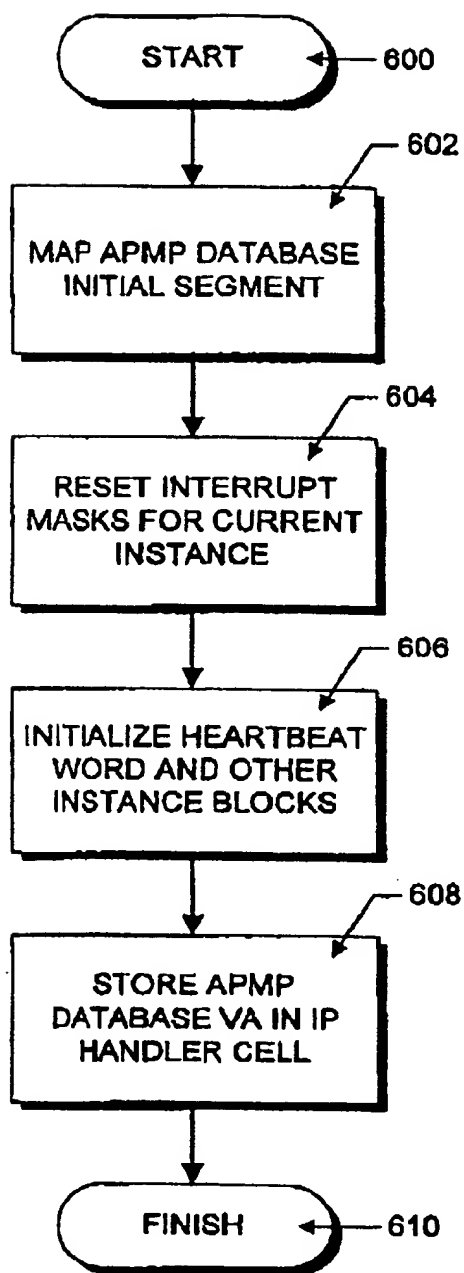 START
600
602
MAP APMP DATABASE
INITIAL SEGMENT
604
RESET INTERRUPT
MASKS FOR CURRENT
INSTANCE
606
INITIALIZE HEARTBEAT
WORD AND OTHER
INSTANCE BLOCKS
608
STORE APMP
DATABASE VA IN IP
HANDLER CELL
FINISH
610